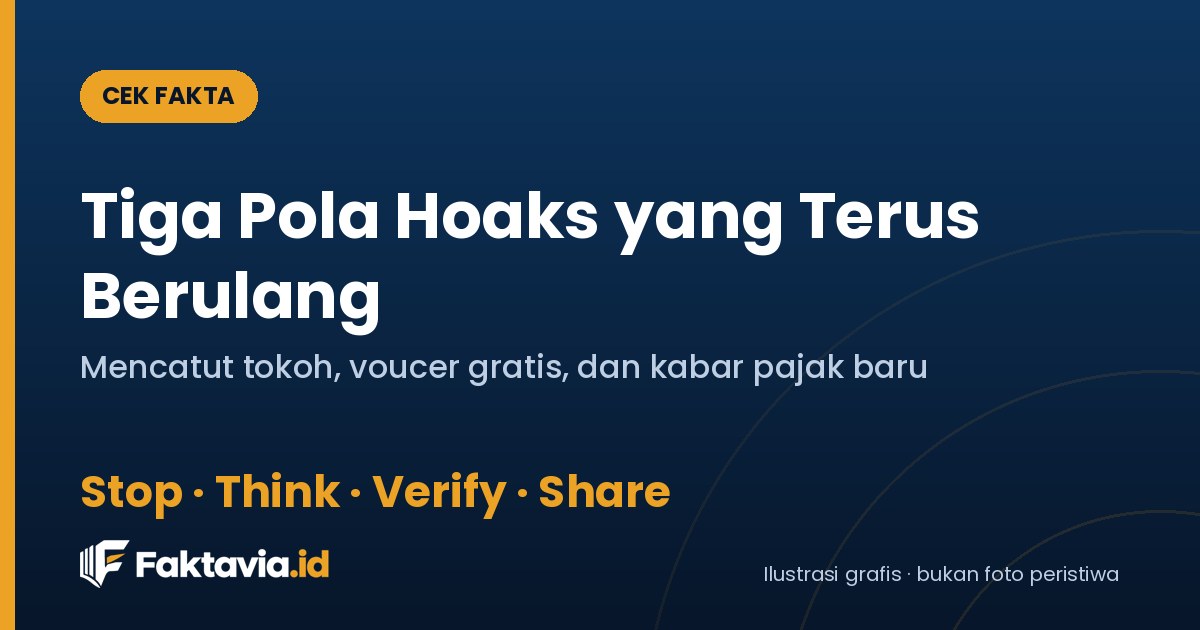 CEK FAKTA
Tiga Pola Hoaks yang Terus
Berulang
Mencatut tokoh, voucer gratis, dan kabar pajak baru
Stop · Think · Verify · Share
Faktavia.id
Ilustrasi grafis · bukan foto peristiwa